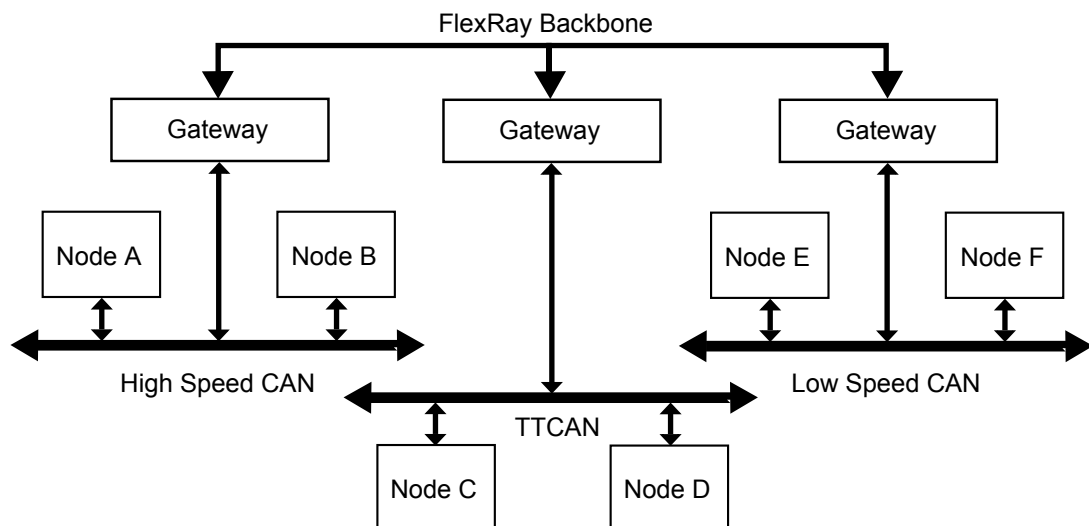 FlexRay Backbone
Gateway
Gateway
Gateway
Node A
Node B
Node E
Node F
High Speed CAN
Low Speed CAN
TTCAN
Node C
Node D